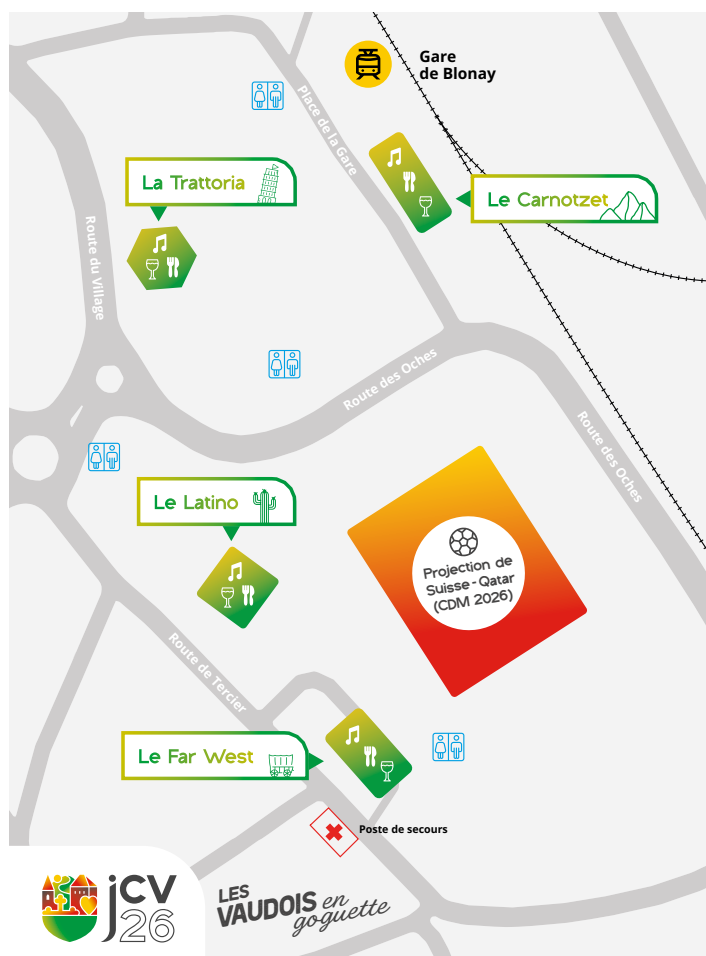 Gare
de Blonay
Place de la Gare
La Trattoria
Le Carnotzet
Route du Village
Route des Oches
Route des Oches
Le Latino
Projection de
Suisse - Qatar
(CDM 2026)
Route de Tercier
Le Far West
Poste de secours
jCV
26
LES
VAUDOIS en
goguette